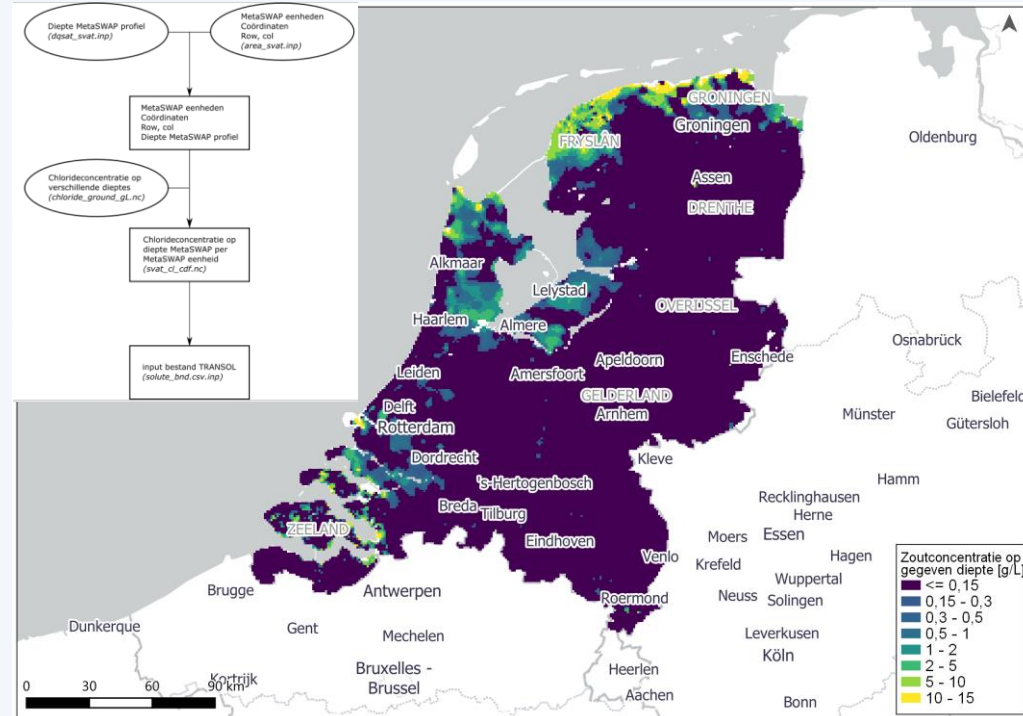 Diepte MetaSWAP profiel
(dqsat_svat.inp)
MetaSWAP eenheden
Coördinaten
Row, col
(area_svat.inp)
MetaSWAP eenheden
Coördinaten
Row, col
Diepte MetaSWAP profiel
Chlorideconcentratie op
verschillende dieptes
(chloride_ground_gL.nc)
Chlorideconcentratie op
diepte MetaSWAP per
MetaSWAP eenheid
(svat_cl_cdf.nc)
input bestand TRANSOL
(solute_bnd.csv.inp)
GRONINGEN
Groningen
FRYSLÂN
Oldenburg
Assen
DRENTHE
Alkmaar
Lelystad
OVERIJSSEL
Haarlem
Almere
Osnabrück
Enschede
Apeldoorn
Leiden
Amersfoort
Bielefeld
GELDERLAND
Delft
Arnhem
Münster
Gütersloh
Rotterdam
Dordrecht
Kleve
Hamm
's-Hertogenbosch
Recklinghausen
Breda
Tilburg
Herne
ZEELAND
Moers
Essen
Eindhoven
Venlo
Krefeld
Hagen
Wuppertal
Brugge
Antwerpen
Neuss
Solingen
Roermond
Dunkerque
Gent
Mechelen
Leverkusen
Köln
Bruxelles -
Brussel
Heerlen
Kortrijk
Aachen
Bonn
0 30 60 90 km
Zoutconcentratie op
gegeven diepte [g/L]
<= 0,15
0,15 - 0,3
0,3 - 0,5
0,5 - 1
1 - 2
2 - 5
5 - 10
10 - 15